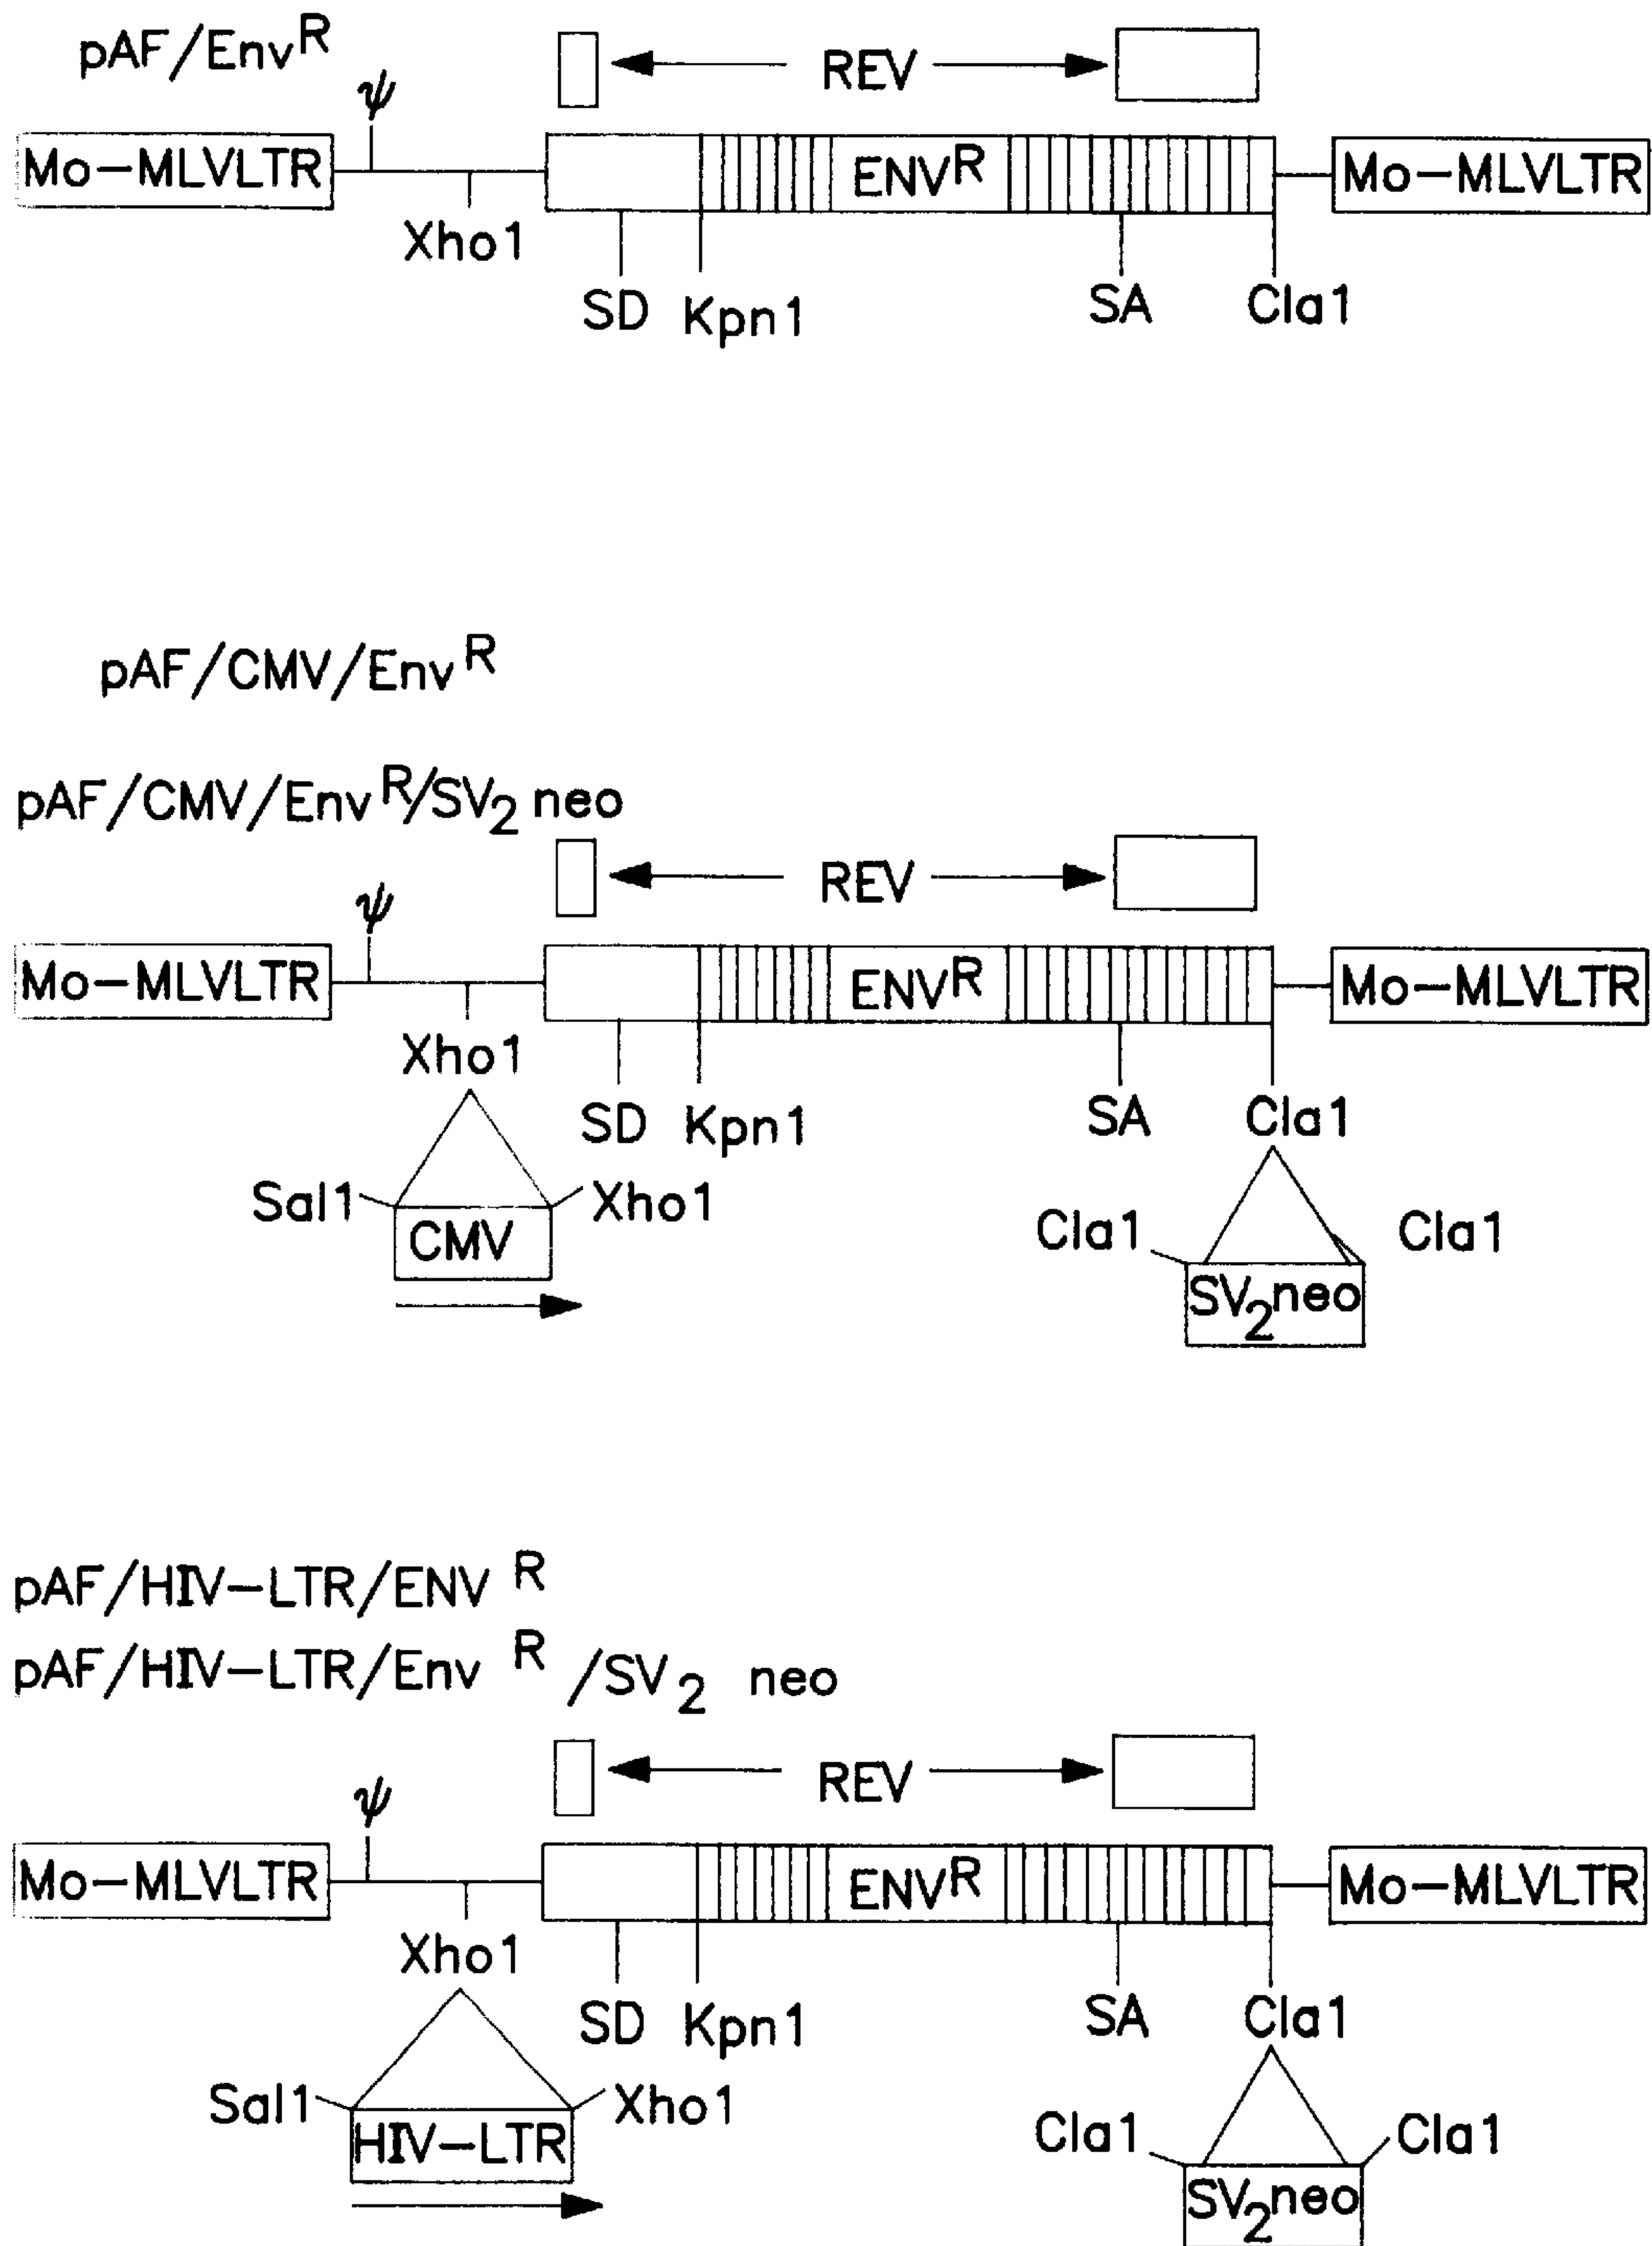 pAF/Env R
REV
ψ
Mo-MLVLTR ENV R Mo-MLVLTR
Xho1
SD Kpn1 SA Cla1
pAF/CMV/Env R
pAF/CMV/Env R/SV2 neo
REV
ψ
Mo-MLVLTR ENV R Mo-MLVLTR
Xho1
SD Kpn1 SA Cla1
Sal1 Xho1
CMV
Cla1 Cla1
SV2neo
pAF/HIV-LTR/ENV R
pAF/HIV-LTR/Env R /SV2 neo
REV
ψ
Mo-MLVLTR ENV R Mo-MLVLTR
Xho1
SD Kpn1 SA Cla1
Sal1 Xho1
HIV-LTR
Cla1 Cla1
SV2neo